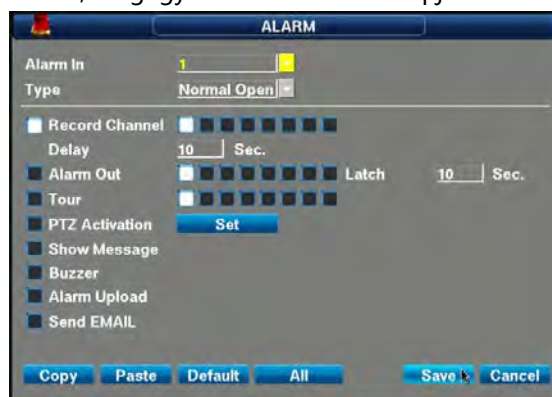 ALARM
Alarm In 1
Type Normal Open
Record Channel
Delay 10 Sec.
Alarm Out Latch 10 Sec.
Tour
PTZ Activation Set
Show Message
Buzzer
Alarm Upload
Send EMAIL
Copy Paste Default All Save Cancel